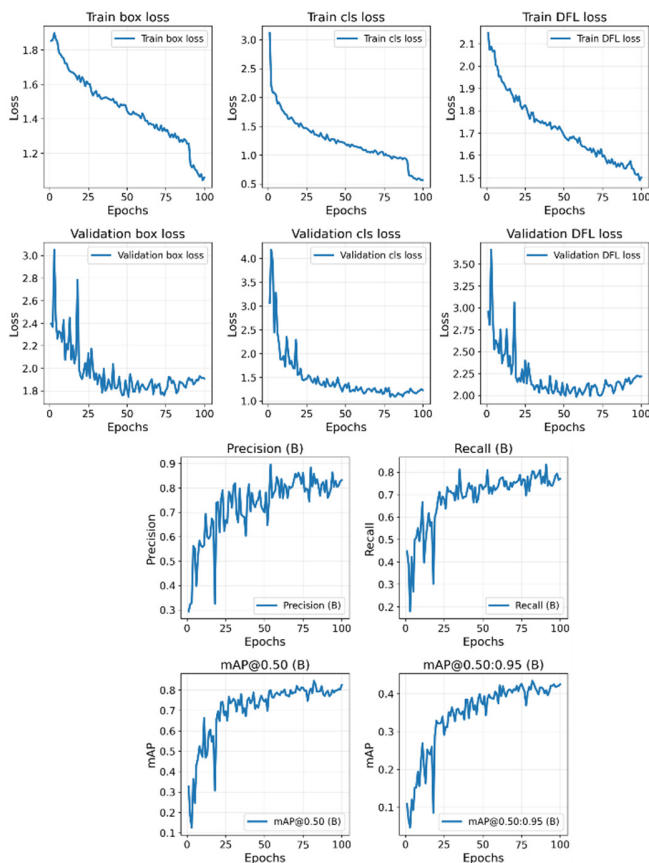 Train box loss
Train cls loss
Train DFL loss
Train box loss
Train cls loss
Train DFL loss
Loss
1.8
1.6
1.4
1.2
Loss
3.0
2.5
2.0
1.5
1.0
0.5
Loss
2.1
2.0
1.9
1.8
1.7
1.6
1.5
0 25 50 75 100
0 25 50 75 100
0 25 50 75 100
Epochs
Epochs
Epochs
Validation box loss
Validation cls loss
Validation DFL loss
Validation box loss
Validation cls loss
Validation DFL loss
Loss
3.0
2.8
2.6
2.4
2.2
2.0
1.8
Loss
4.0
3.5
3.0
2.5
2.0
1.5
1.0
Loss
3.50
3.25
3.00
2.75
2.50
2.25
2.00
0 25 50 75 100
0 25 50 75 100
0 25 50 75 100
Epochs
Epochs
Epochs
Precision (B)
Recall (B)
Precision
0.9
0.8
0.7
0.6
0.5
0.4
0.3
Precision (B)
Recall
0.8
0.7
0.6
0.5
0.4
0.3
0.2
Recall (B)
0 25 50 75 100
0 25 50 75 100
Epochs
Epochs
mAP@0.50 (B)
mAP@0.50:0.95 (B)
mAP
0.8
0.7
0.6
0.5
0.4
0.3
0.2
0.1
mAP@0.50 (B)
mAP
0.4
0.3
0.2
0.1
mAP@0.50:0.95 (B)
0 25 50 75 100
0 25 50 75 100
Epochs
Epochs